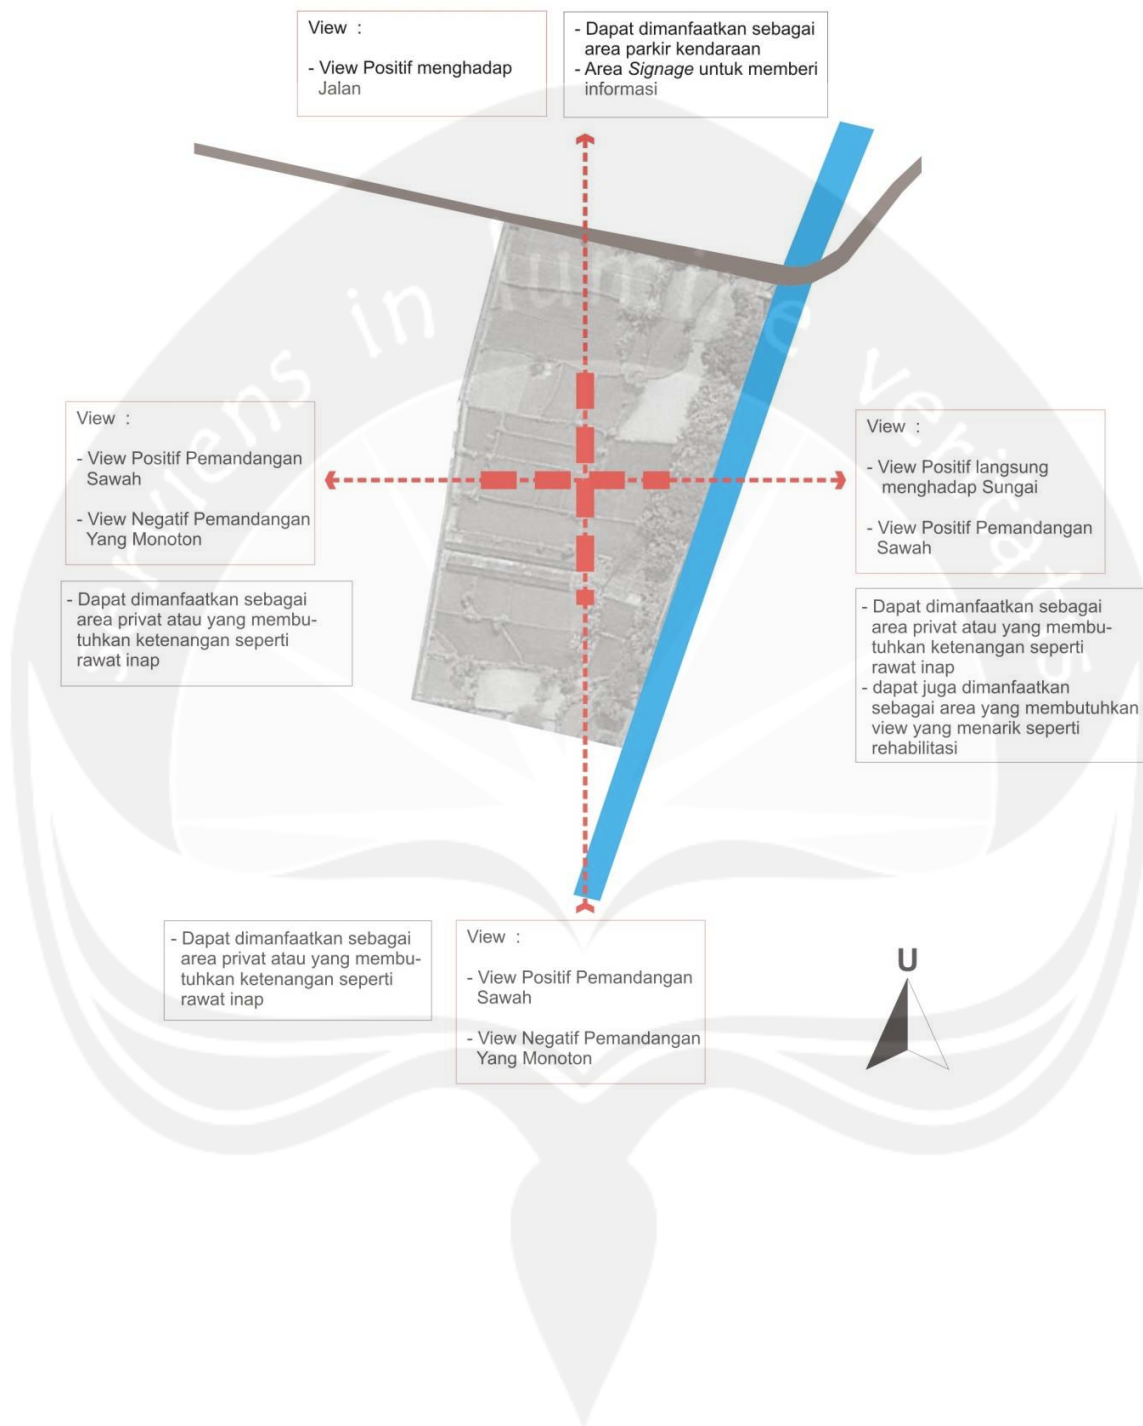 View :
- View Positif menghadap
Jalan
- Dapat dimanfaatkan sebagai
area parkir kendaraan
- Area Signage untuk memberi
informasi
serviens in lumine veritatis
View :
- View Positif Pemandangan
Sawah
- View Negatif Pemandangan
Yang Monoton
- Dapat dimanfaatkan sebagai
area privat atau yang membu-
tuhkan ketenangan seperti
rawat inap
View :
- View Positif langsung
menghadap Sungai
- View Positif Pemandangan
Sawah
- Dapat dimanfaatkan sebagai
area privat atau yang membu-
tuhkan ketenangan seperti
rawat inap
- dapat juga dimanfaatkan
sebagai area yang membutuhkan
view yang menarik seperti
rehabilitasi
- Dapat dimanfaatkan sebagai
area privat atau yang membu-
tuhkan ketenangan seperti
rawat inap
View :
- View Positif Pemandangan
Sawah
- View Negatif Pemandangan
Yang Monoton
U